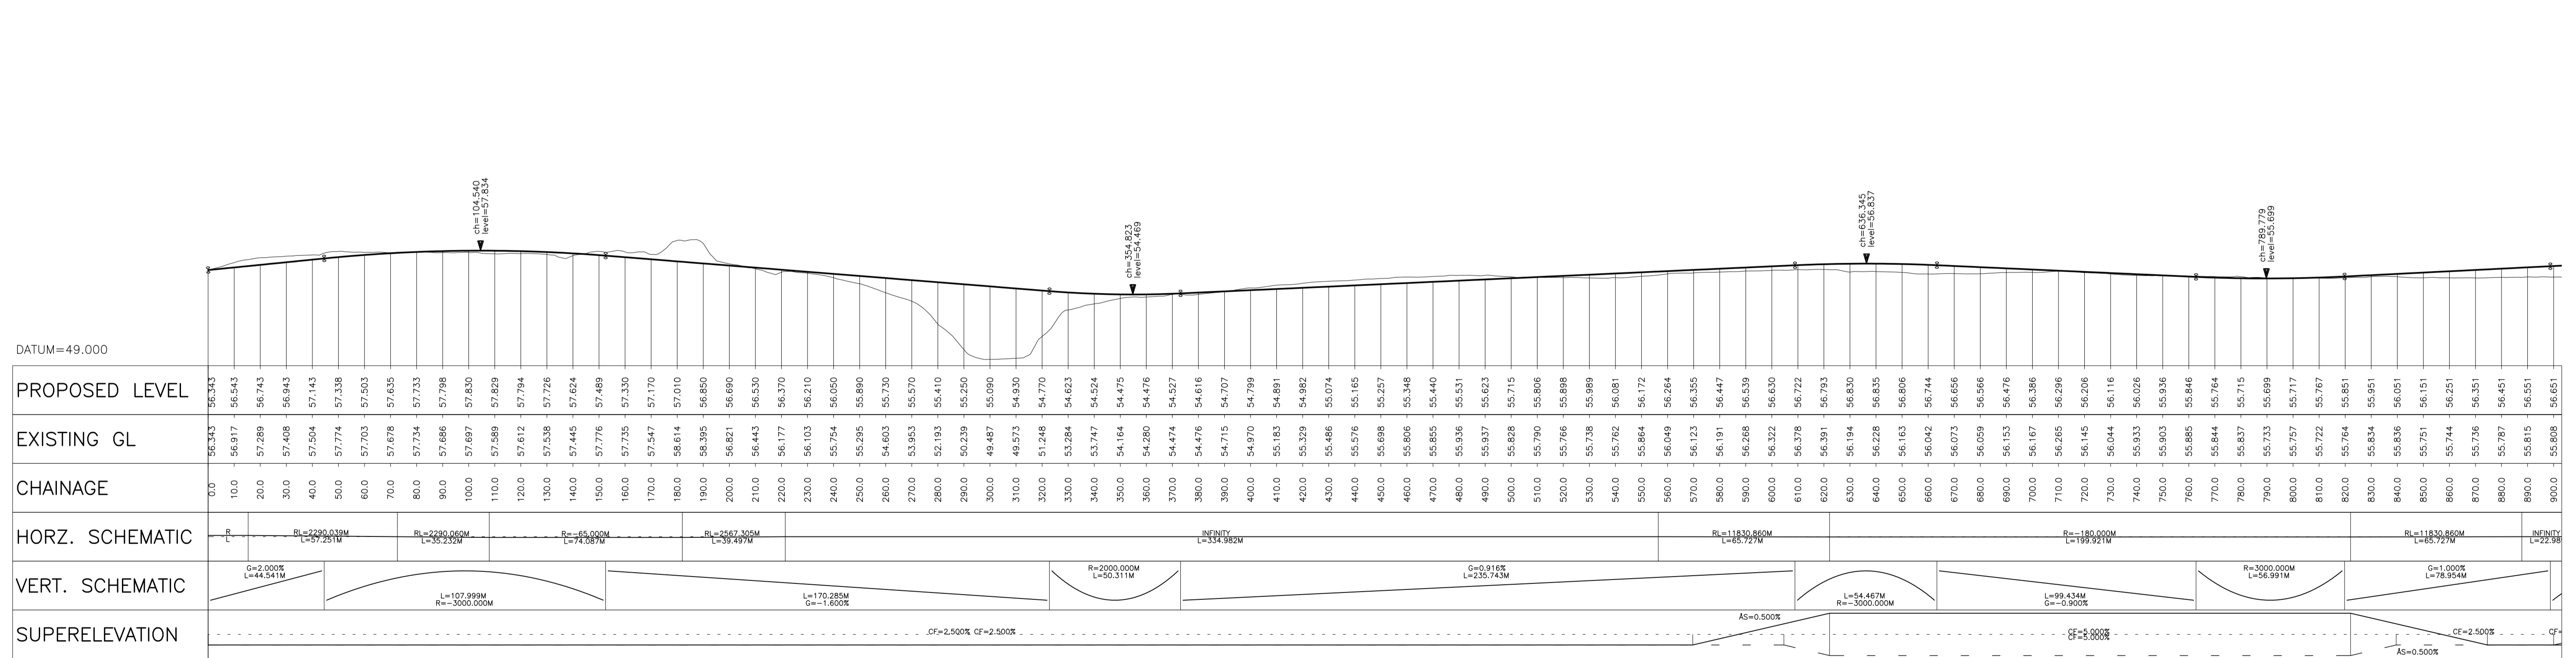 ch=104.540
level=57.834
ch=354.823
level=54.469
ch=636.345
level=56.837
ch=789.779
level=55.699
DATUM=49.000
PROPOSED LEVEL 56.343 56.543 56.743 56.943 57.143 57.338 57.503 57.635 57.733 57.798 57.830 57.829 57.794 57.726 57.624 57.489 57.330 57.170 57.010 56.850 56.690 56.530 56.370 56.210 56.050 55.890 55.730 55.570 55.410 55.250 55.090 54.930 54.770 54.623 54.524 54.475 54.476 54.527 54.616 54.707 54.799 54.891 54.982 55.074 55.165 55.257 55.348 55.440 55.531 55.623 55.715 55.806 55.898 55.989 56.081 56.172 56.264 56.355 56.447 56.539 56.630 56.722 56.793 56.830 56.835 56.806 56.744 56.656 56.566 56.476 56.386 56.296 56.206 56.116 56.026 55.936 55.846 55.764 55.715 55.699 55.717 55.767 55.851 55.951 56.051 56.151 56.251 56.351 56.451 56.551 56.651
EXISTING GL 56.343 56.917 57.289 57.408 57.504 57.774 57.703 57.678 57.734 57.686 57.697 57.589 57.612 57.538 57.445 57.776 57.735 57.547 58.614 58.395 56.821 56.443 56.177 56.103 55.754 55.295 54.603 53.953 52.193 50.239 49.487 49.573 51.248 53.284 53.747 54.164 54.280 54.474 54.476 54.715 54.970 55.183 55.329 55.486 55.576 55.698 55.806 55.855 55.936 55.937 55.828 55.790 55.766 55.738 55.762 55.864 56.049 56.123 56.191 56.268 56.322 56.378 56.391 56.194 56.228 56.163 56.042 56.073 56.059 56.153 56.167 56.265 56.145 56.044 55.933 55.903 55.885 55.844 55.837 55.733 55.757 55.722 55.764 55.834 55.836 55.751 55.744 55.736 55.787 55.815 55.808
CHAINAGE 0.0 10.0 20.0 30.0 40.0 50.0 60.0 70.0 80.0 90.0 100.0 110.0 120.0 130.0 140.0 150.0 160.0 170.0 180.0 190.0 200.0 210.0 220.0 230.0 240.0 250.0 260.0 270.0 280.0 290.0 300.0 310.0 320.0 330.0 340.0 350.0 360.0 370.0 380.0 390.0 400.0 410.0 420.0 430.0 440.0 450.0 460.0 470.0 480.0 490.0 500.0 510.0 520.0 530.0 540.0 550.0 560.0 570.0 580.0 590.0 600.0 610.0 620.0 630.0 640.0 650.0 660.0 670.0 680.0 690.0 700.0 710.0 720.0 730.0 740.0 750.0 760.0 770.0 780.0 790.0 800.0 810.0 820.0 830.0 840.0 850.0 860.0 870.0 880.0 890.0 900.0
HORZ. SCHEMATIC
R
L
RL=2290.039M
L=57.251M
RL=2290.060M
L=35.232M
R=-65.000M
L=74.087M
RL=2567.305M
L=39.497M
INFINITY
L=334.982M
RL=11830.860M
L=65.727M
R=-180.000M
L=199.921M
RL=11830.860M
L=65.727M
INFINITY
L=22.98
VERT. SCHEMATIC
G=2.000%
L=44.541M
L=107.999M
R=-3000.000M
L=170.285M
G=-1.600%
R=2000.000M
L=50.311M
G=0.916%
L=235.743M
L=54.467M
R=-3000.000M
L=99.434M
G=-0.900%
R=3000.000M
L=56.991M
G=1.000%
L=78.954M
SUPERELEVATION
CF=2.500% CF=2.500%
ÅS=0.500%
CF=5.000%
CF=5.000%
ÅS=0.500%
CF=2.500%
CF=